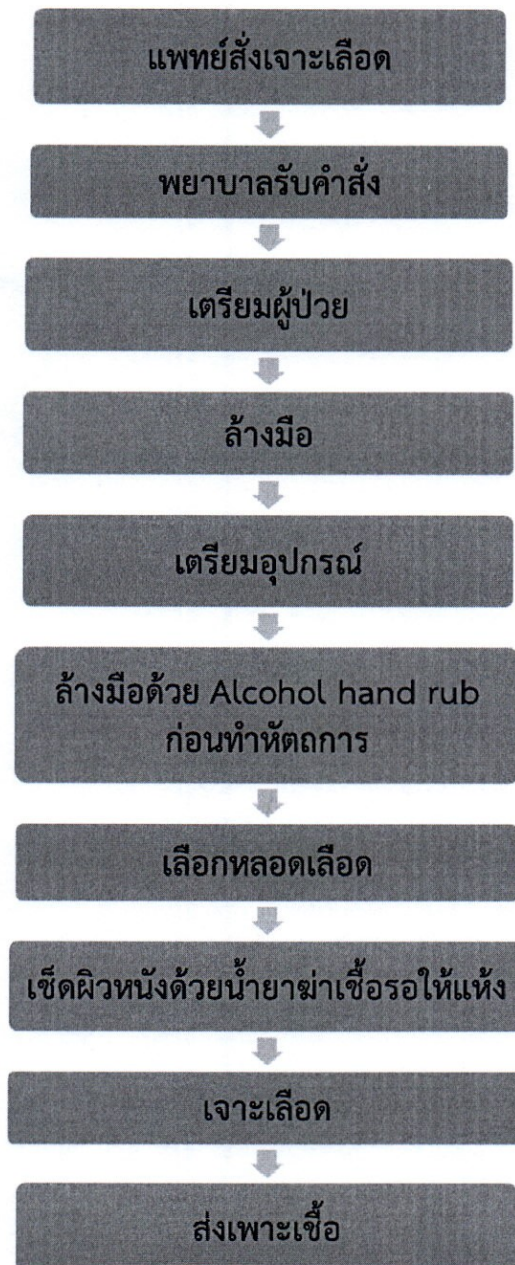 แพทย์สั่งเจาะเลือด
พยาบาลรับคำสั่ง
เตรียมผู้ป่วย
ล้างมือ
เตรียมอุปกรณ์
ล้างมือด้วย Alcohol hand rub
ก่อนทำหัตถการ
เลือกหลอดเลือด
เช็ดผิวหนังด้วยน้ำยาฆ่าเชื้อรอให้แห้ง
เจาะเลือด
ส่งเพาะเชื้อ